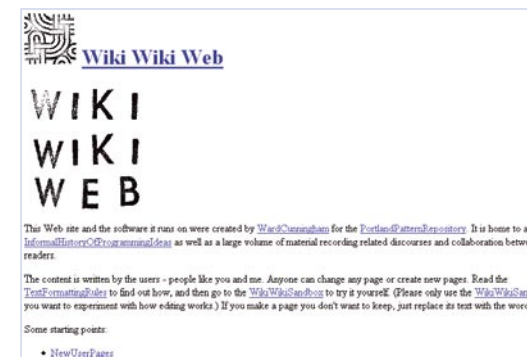 Wiki Wiki Web
WIKI
WIKI
WEB
This Web site and the software it runs on were created by WardCunningham for the PortlandPatternRepository. It is home to a
InformalHistoryOfProgrammingIdeas as well as a large volume of material recording related discourses and collaboration betw
readers.
The content is written by the users - people like you and me. Anyone can change any page or create new pages. Read the
TextFormattingRules to find out how, and then go to the WikiWikiSandbox to try it yourself. (Please only use the WikiWikiSan
you want to experiment with how editing works.) If you make a page you don't want to keep, just replace its text with the word
Some starting points:
• NewUserPages